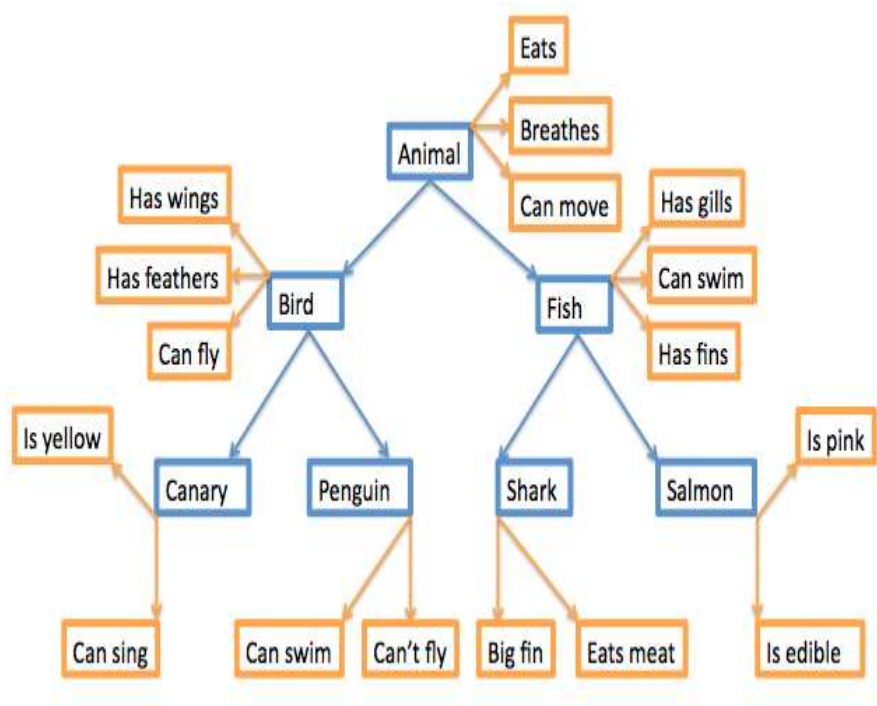 Eats
Breathes
Animal
Can move
Has wings
Has gills
Has feathers
Can swim
Bird
Fish
Can fly
Has fins
Is yellow
Is pink
Canary
Penguin
Shark
Salmon
Can sing
Can swim
Can't fly
Big fin
Eats meat
Is edible